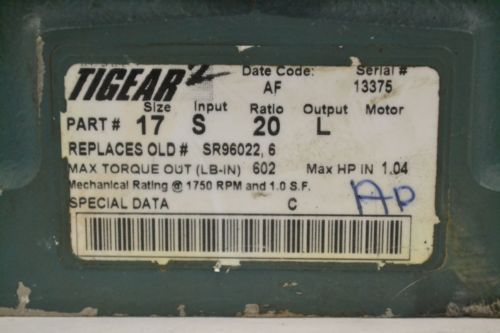 TIGEAR 2 Date Code: Serial #
AF 13375
Size Input Ratio Output Motor
PART # 17 S 20 L
REPLACES OLD # SR96022, 6
MAX TORQUE OUT (LB-IN) 602 Max HP IN 1.04
Mechanical Rating @ 1750 RPM and 1.0 S.F.
SPECIAL DATA C
AD